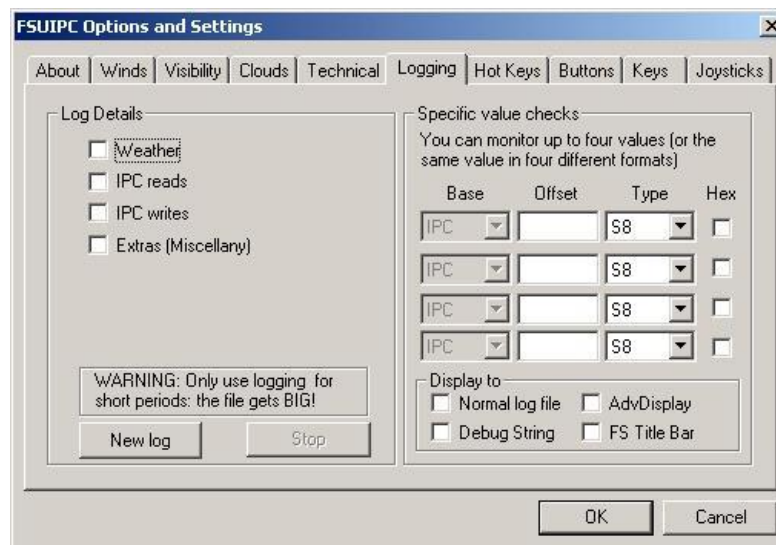 FSUIPC Options and Settings
About Winds Visibility Clouds Technical Logging Hot Keys Buttons Keys Joysticks
Log Details
Weather
IPC reads
IPC writes
Extras (Miscellany)
WARNING: Only use logging for
short periods: the file gets BIG!
New log Stop
Specific value checks
You can monitor up to four values (or the
same value in four different formats)
Base Offset Type Hex
IPC S8
IPC S8
IPC S8
IPC S8
Display to
Normal log file AdvDisplay
Debug String FS Title Bar
OK Cancel